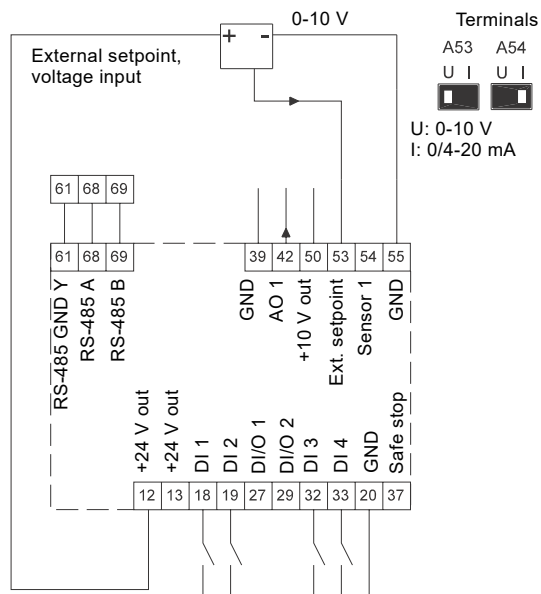 0-10 V
+ -
External setpoint,
voltage input
Terminals
A53 A54
U I U I
U: 0-10 V
I: 0/4-20 mA
61 68 69
61 68 69
39 42 50 53 54 55
RS-485 GND Y
RS-485 A
RS-485 B
GND
AO 1
+10 V out
Ext. setpoint
Sensor 1
GND
+24 V out
+24 V out
DI 1
DI 2
DI/O 1
DI/O 2
DI 3
DI 4
GND
Safe stop
12 13 18 19 27 29 32 33 20 37